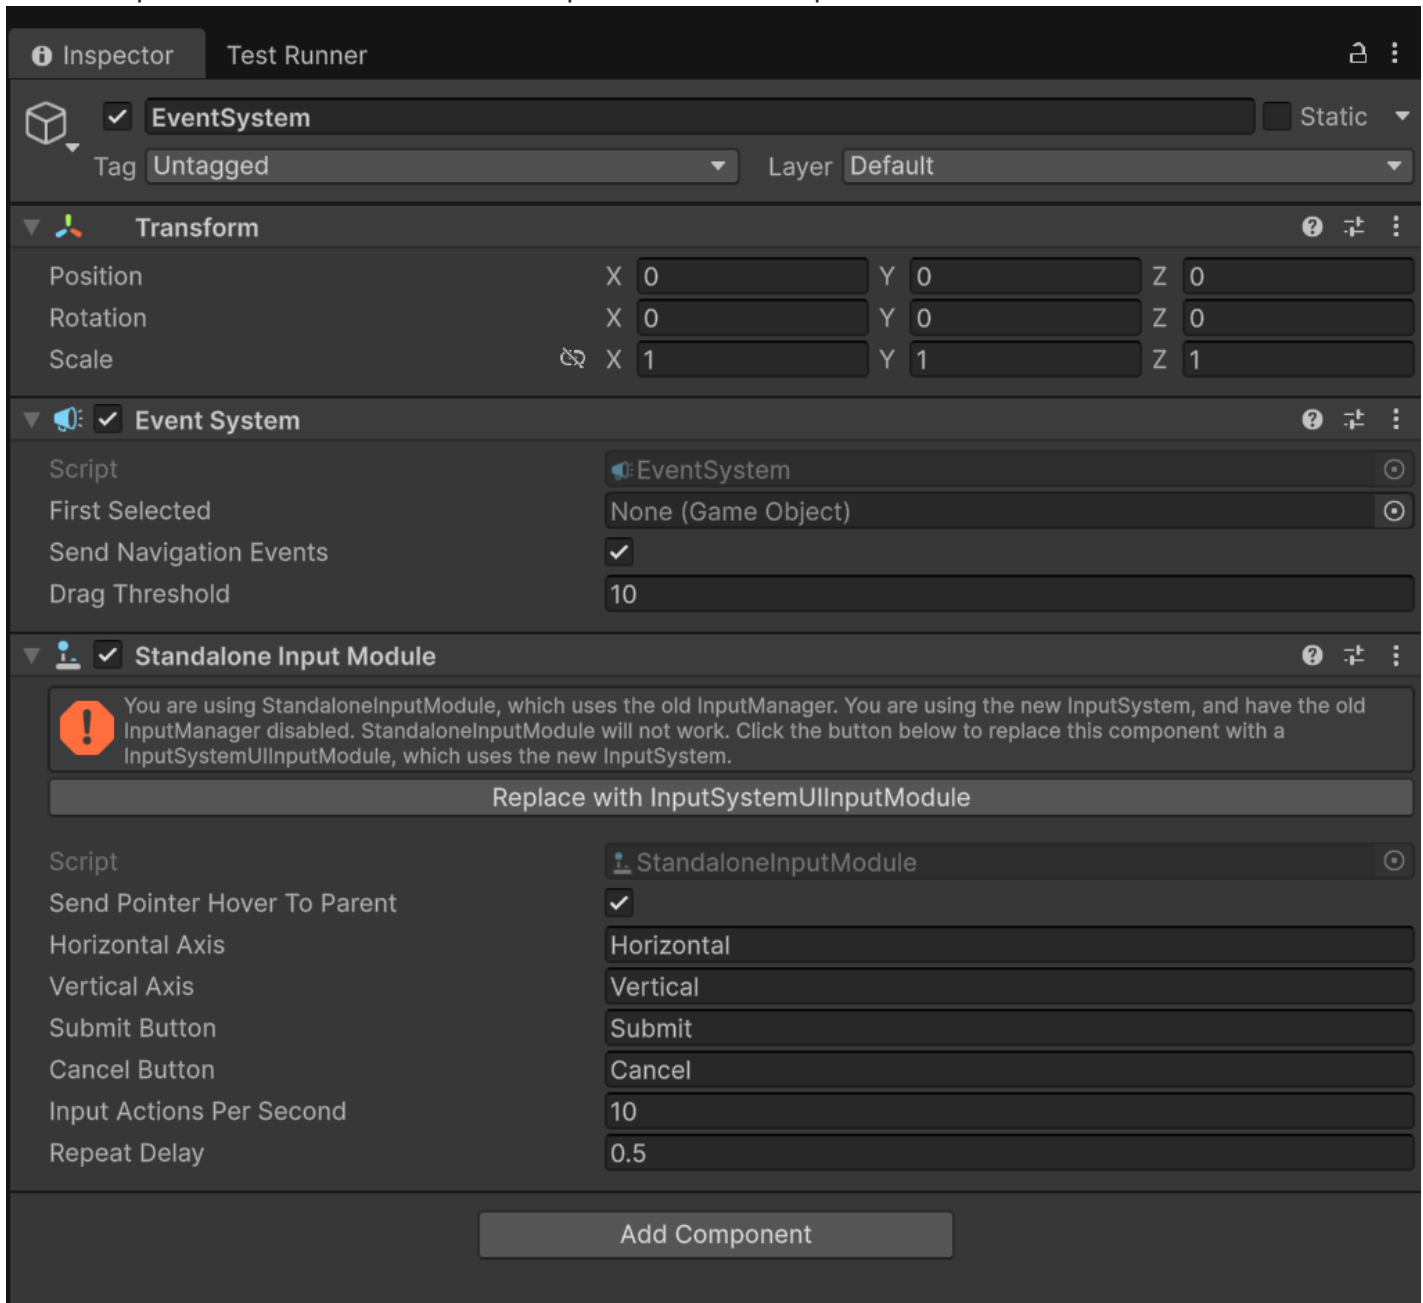 Inspector Test Runner
EventSystem Static
Tag Untagged Layer Default
Transform
Position X 0 Y 0 Z 0
Rotation X 0 Y 0 Z 0
Scale X 1 Y 1 Z 1
Event System
Script EventSystem
First Selected None (Game Object)
Send Navigation Events
Drag Threshold 10
Standalone Input Module
You are using StandaloneInputModule, which uses the old InputManager. You are using the new InputSystem, and have the old
InputManager disabled. StandaloneInputModule will not work. Click the button below to replace this component with a
InputSystemUIInputModule, which uses the new InputSystem.
Replace with InputSystemUIInputModule
Script StandaloneInputModule
Send Pointer Hover To Parent
Horizontal Axis Horizontal
Vertical Axis Vertical
Submit Button Submit
Cancel Button Cancel
Input Actions Per Second 10
Repeat Delay 0.5
Add Component